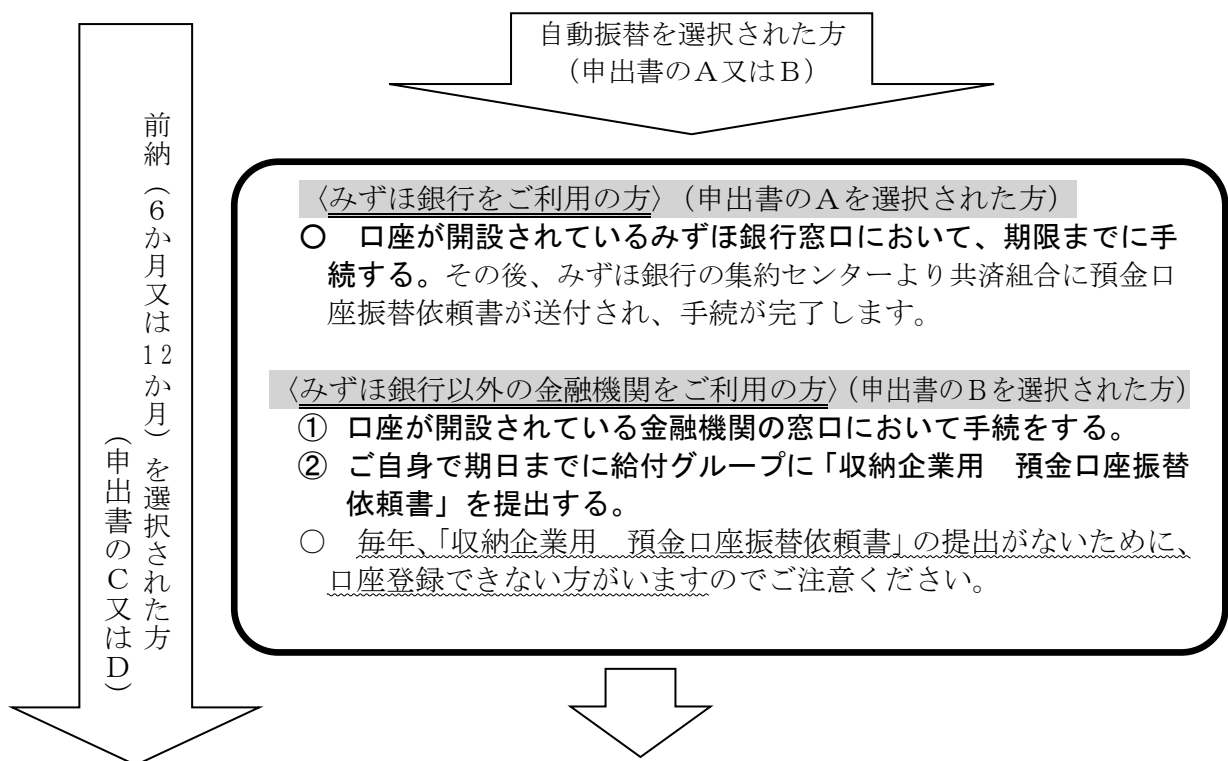 自動振替を選択された方
（申出書のＡ又はＢ）
前納（６か月又は12か月）を選択された方
（申出書のＣ又はＤ）
〈みずほ銀行をご利用の方〉（申出書のＡを選択された方）
〇　口座が開設されているみずほ銀行窓口において、期限までに手
続する。その後、みずほ銀行の集約センターより共済組合に預金口
座振替依頼書が送付され、手続が完了します。
〈みずほ銀行以外の金融機関をご利用の方〉（申出書のＢを選択された方）
①　口座が開設されている金融機関の窓口において手続をする。
②　ご自身で期日までに給付グループに「収納企業用　預金口座振替
依頼書」を提出する。
○　毎年、「収納企業用　預金口座振替依頼書」の提出がないために、
口座登録できない方がいますのでご注意ください。